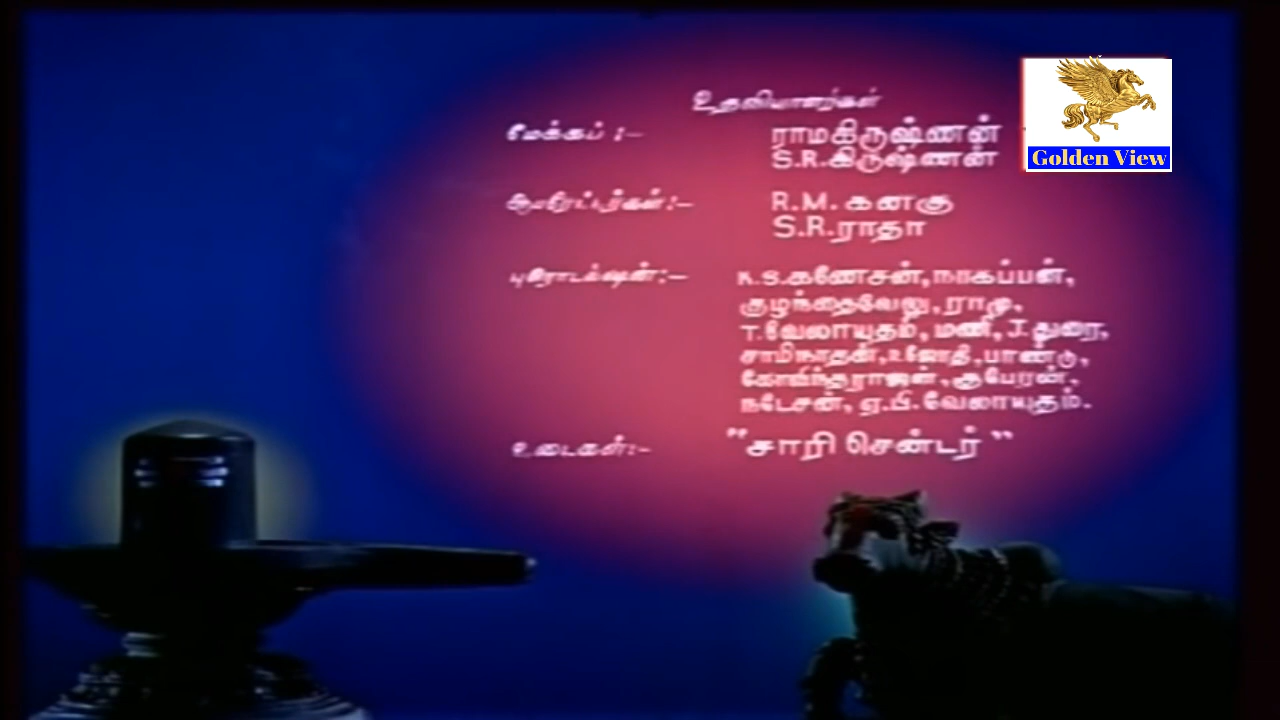 உதவியாளர்கள்
மேக்கப் :— ராமகிருஷ்ணன்
S.R.கிருஷ்ணன்
ஆபரேட்டர்கள்:— R.M. கனகு
S.R.ராதா
புரோடக்ஷன்:— K.S.கணேசன்,நாகப்பன்,
குழந்தைவேலு,ராமு,
T.வேலாயுதம், மணி, J.துரை,
சாமிநாதன்,உஜோதி,பாண்டு,
கோவிந்தராஜன்,குபேரன்,
நடேசன், ஏ.பி.வேலாயுதம்.
உடைகள்:— "சாரி சென்டர்"
Golden View